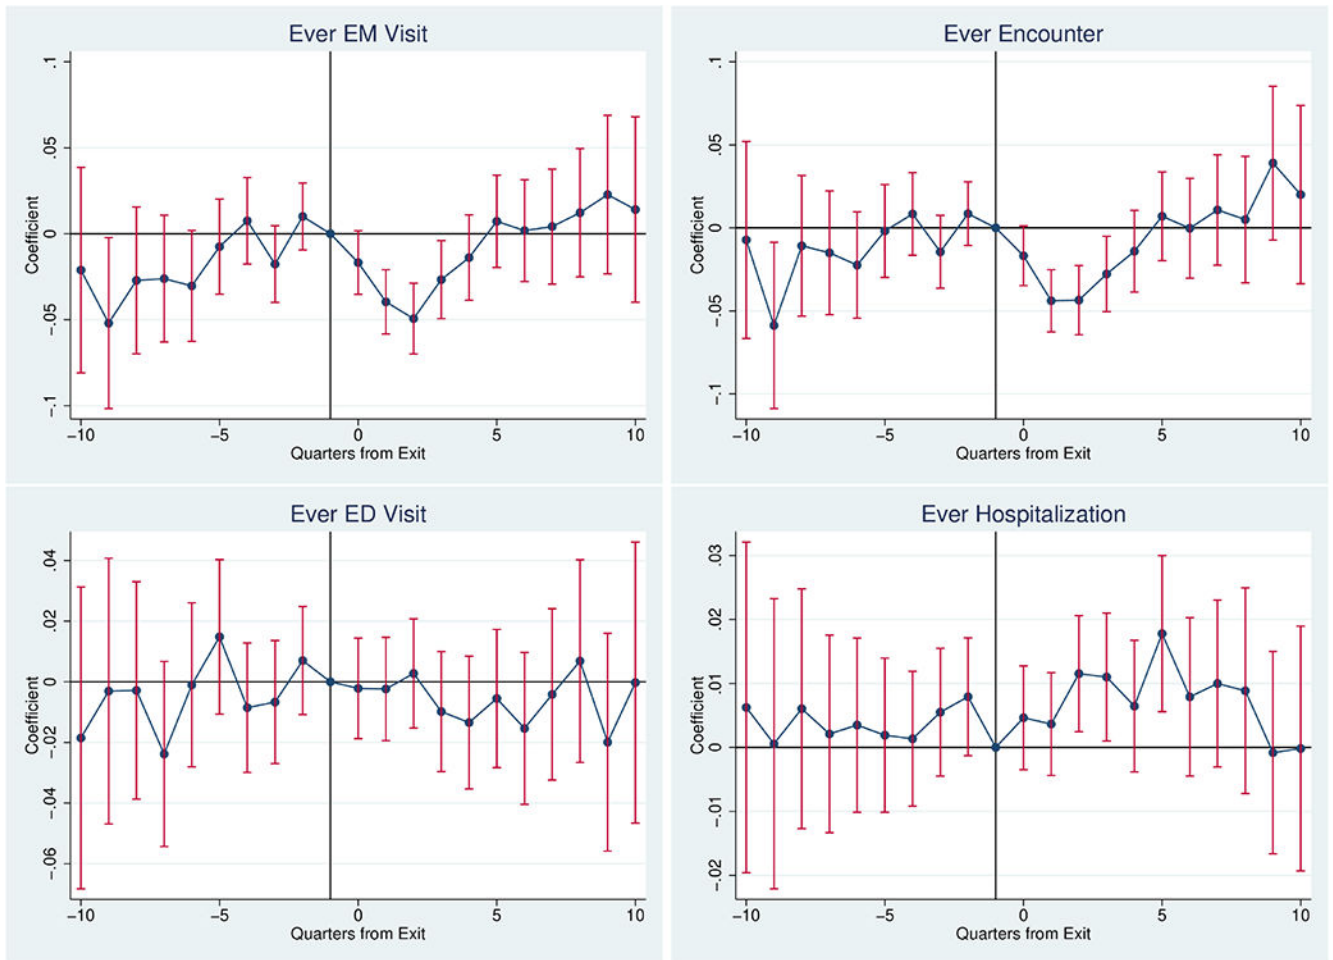 Ever EM Visit
Coefficient
.1
.05
0
-.05
-.1
-10 -5 0 5 10
Quarters from Exit
Ever Encounter
Coefficient
.1
.05
0
-.05
-.1
-10 -5 0 5 10
Quarters from Exit
Ever ED Visit
Coefficient
.04
.02
0
-.02
-.04
-.06
-10 -5 0 5 10
Quarters from Exit
Ever Hospitalization
Coefficient
.03
.02
.01
0
-.01
-.02
-10 -5 0 5 10
Quarters from Exit